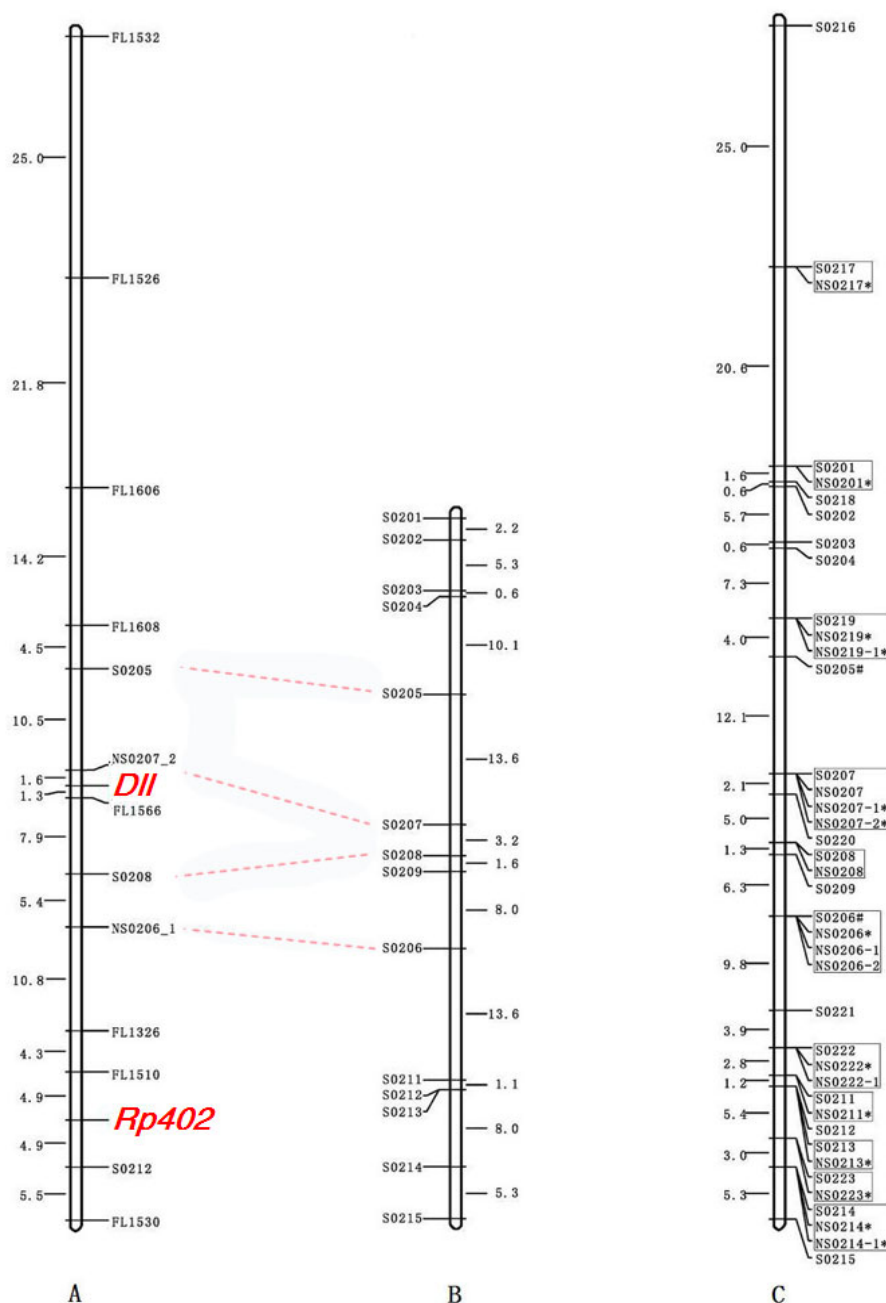 FL1532
25.0
FL1526
21.8
FL1606
14.2
FL1608
4.5
S0205
10.5
NS0207_2
1.6
DII
1.3
FL1566
7.9
S0208
5.4
NS0206_1
10.8
FL1326
4.3
FL1510
4.9
Rp402
4.9
S0212
5.5
FL1530
A
S0201
2.2
S0202
5.3
S0203
0.6
S0204
10.1
S0205
13.6
S0207
3.2
S0208
1.6
S0209
8.0
S0206
13.6
S0211
1.1
S0212
S0213
8.0
S0214
5.3
S0215
B
S0216
25.0
S0217
NS0217*
20.6
S0201
1.6
NS0201*
0.6
S0218
S0202
5.7
S0203
0.6
S0204
7.3
S0219
NS0219*
4.0
NS0219-1*
S0205#
12.1
S0207
2.1
NS0207
NS0207-1*
5.0
NS0207-2*
S0220
1.3
S0208
NS0208
6.3
S0209
S0206#
NS0206*
NS0206-1
9.8
NS0206-2
S0221
3.9
S0222
2.8
NS0222*
1.2
NS0222-1
S0211
5.4
NS0211*
S0212
S0213
3.0
NS0213*
S0223
5.3
NS0223*
S0214
NS0214*
NS0214-1*
S0215
C